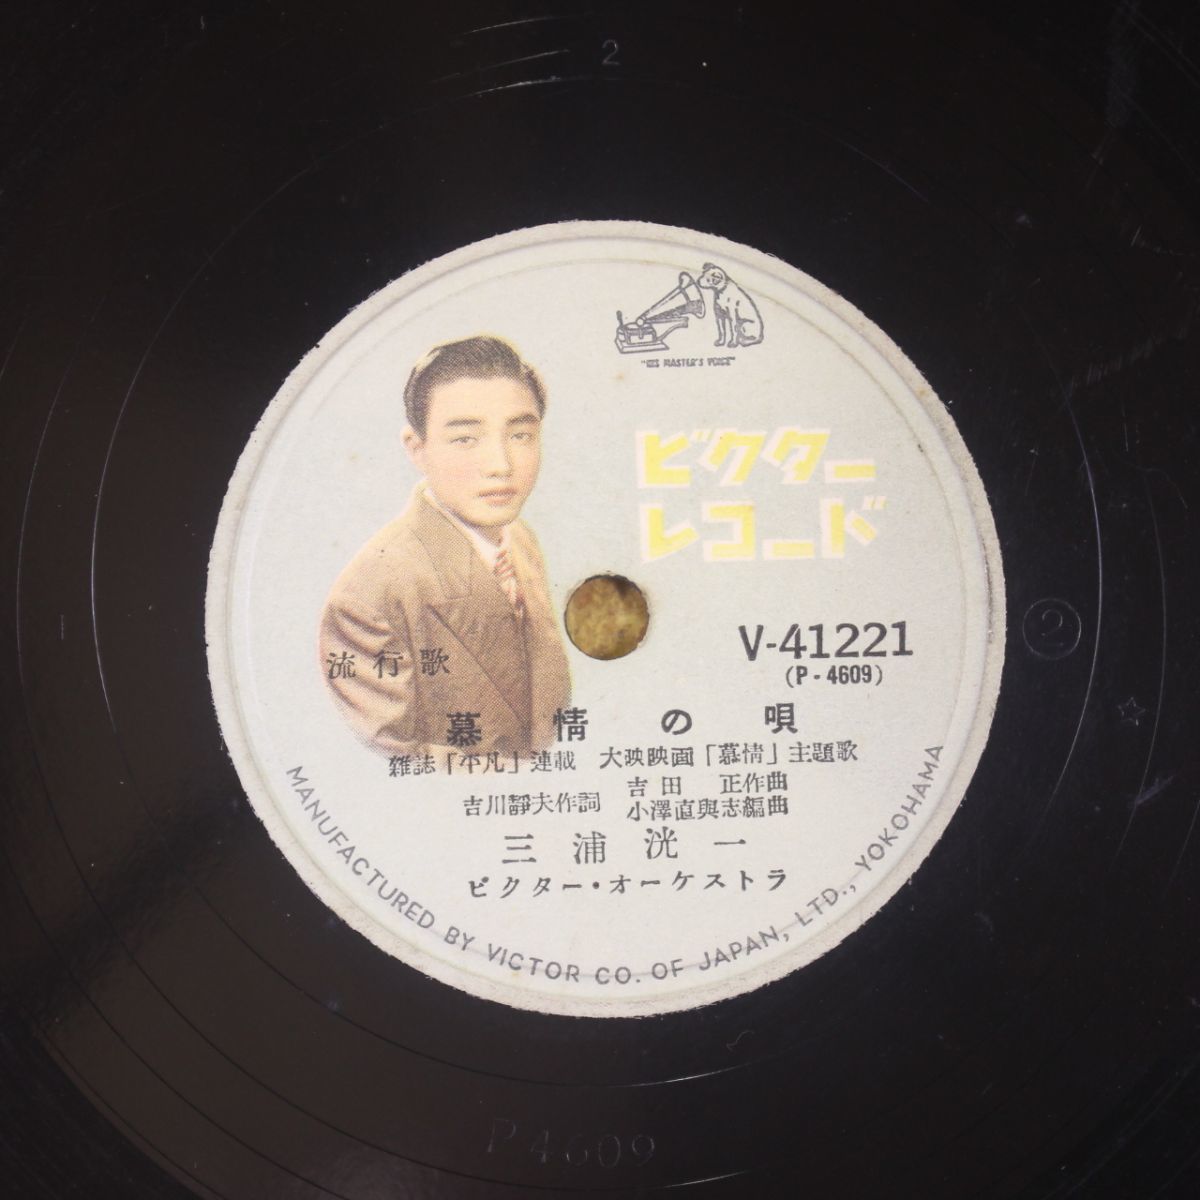 2
"HIS MASTER'S VOICE"
ビクター
レコード
V-41221
(P-4609)
流行歌
慕情の唄
雑誌「平凡」連載 大映映画「慕情」主題歌
吉川靜夫作詞 吉田 正作曲
小澤直與志編曲
三浦洸一
ビクター・オーケストラ
MANUFACTURED BY VICTOR CO. OF JAPAN, LTD., YOKOHAMA
2
P4609